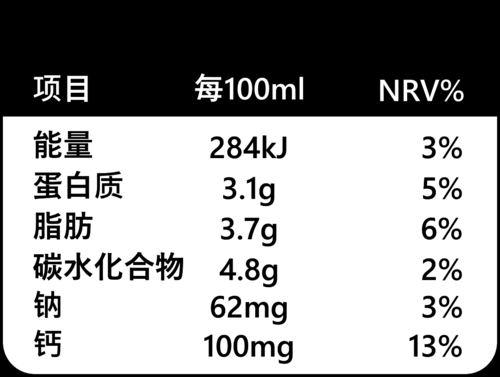 项目 每100ml NRV%
能量 284kJ 3%
蛋白质 3.1g 5%
脂肪 3.7g 6%
碳水化合物 4.8g 2%
钠 62mg 3%
钙 100mg 13%